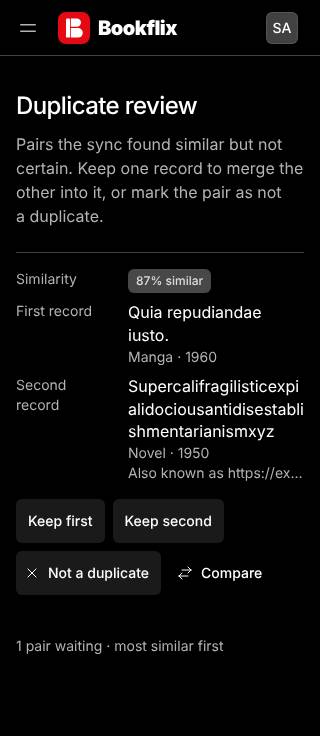 Bookflix
SA
Duplicate review
Pairs the sync found similar but not
certain. Keep one record to merge the
other into it, or mark the pair as not
a duplicate.
Similarity
87% similar
First record
Quia repudiandae
iusto.
Manga · 1960
Second
record
Supercalifragilisticexpi
alidociousantidisestabli
shmentarianismxyz
Novel · 1950
Also known as https://ex...
Keep first
Keep second
Not a duplicate
Compare
1 pair waiting · most similar first